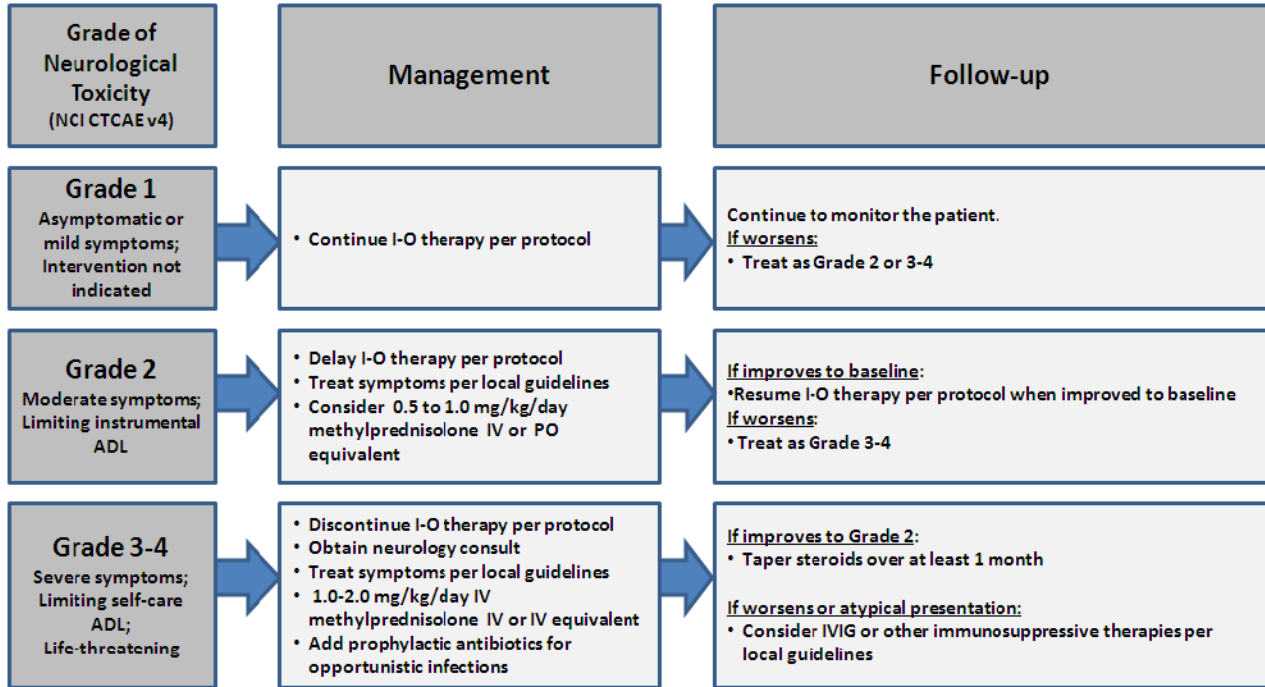 Grade of
Neurological
Toxicity
(NCI CTCAE v4)
Management
Follow-up
Grade 1
Asymptomatic or
mild symptoms;
Intervention not
indicated
• Continue I-O therapy per protocol
Continue to monitor the patient.
If worsens:
• Treat as Grade 2 or 3-4
Grade 2
Moderate symptoms;
Limiting instrumental
ADL
• Delay I-O therapy per protocol
• Treat symptoms per local guidelines
• Consider 0.5 to 1.0 mg/kg/day
methylprednisolone IV or PO
equivalent
If improves to baseline:
•Resume I-O therapy per protocol when improved to baseline
If worsens:
• Treat as Grade 3-4
Grade 3-4
Severe symptoms;
Limiting self-care
ADL;
Life-threatening
• Discontinue I-O therapy per protocol
• Obtain neurology consult
• Treat symptoms per local guidelines
• 1.0-2.0 mg/kg/day IV
methylprednisolone IV or IV equivalent
• Add prophylactic antibiotics for
opportunistic infections
If improves to Grade 2:
• Taper steroids over at least 1 month
If worsens or atypical presentation:
• Consider IVIG or other immunosuppressive therapies per
local guidelines